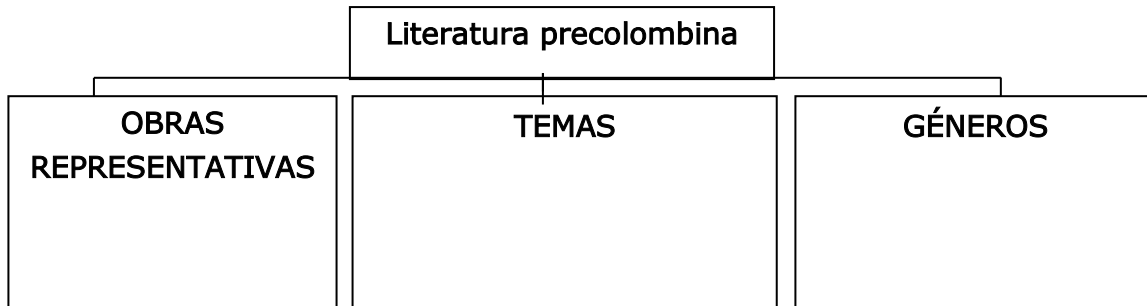 Literatura precolombina
OBRAS
REPRESENTATIVAS
TEMAS
GÉNEROS